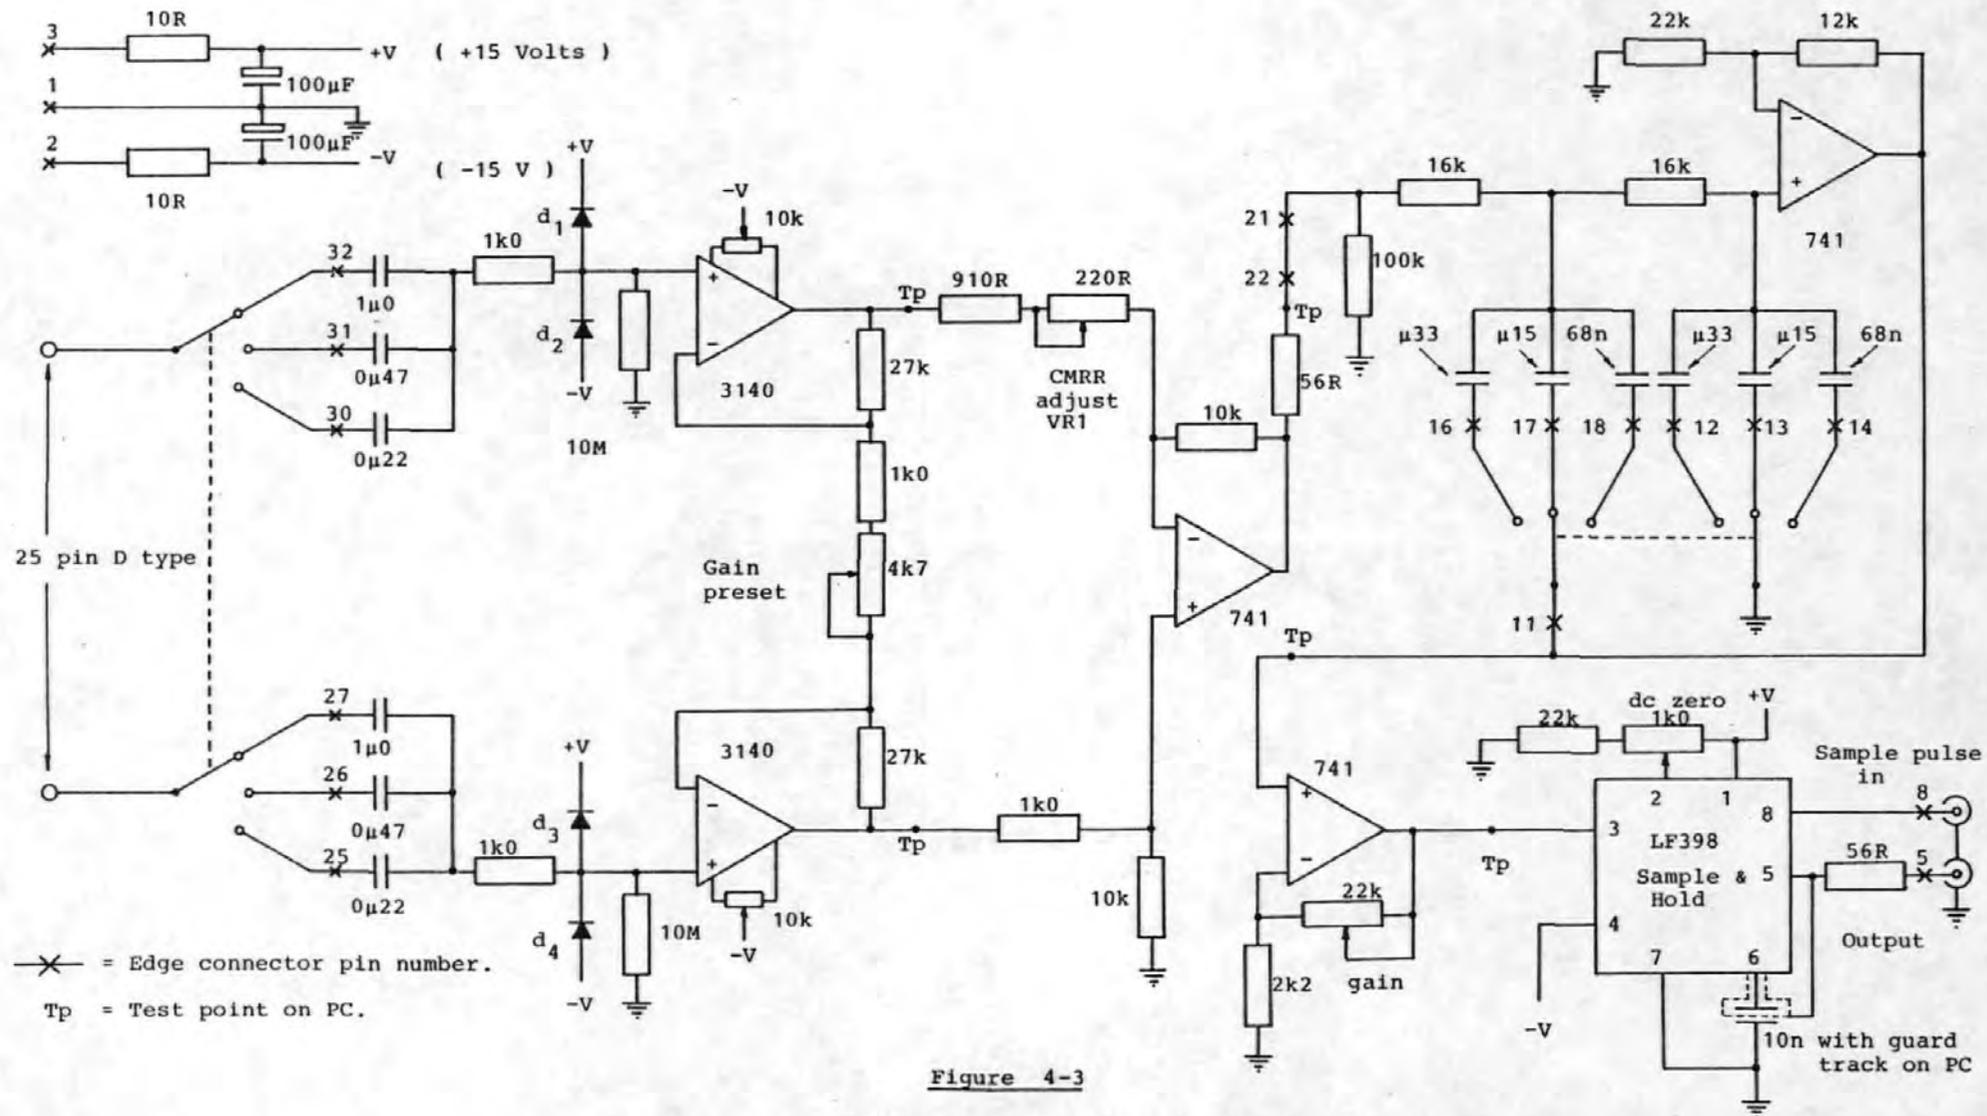 10R
3
+V ( +15 Volts )
100µF
1
100µF
2
-V ( -15 V )
10R
22k
12k
-
+
741
16k
16k
21
22
100k
Tp
56R
+V
d1
d2
-V
10M
-V
10k
+
-
3140
32
1µ0
31
0µ47
30
0µ22
1k0
Tp
910R
220R
CMRR
adjust
VR1
27k
1k0
4k7
Gain
preset
27k
10k
-
+
741
µ33
µ15
68n
µ33
µ15
68n
16
17
18
12
13
14
11
Tp
25 pin D type
27
1µ0
26
0µ47
25
0µ22
1k0
+V
d3
d4
-V
10M
3140
-
+
10k
-V
Tp
1k0
10k
741
+
-
22k
gain
2k2
Tp
dc zero
22k
1k0
+V
2
1
8
3
LF398
Sample &
Hold
5
4
7
6
-V
Sample pulse
in
8
56R
5
Output
10n with guard
track on PC
= Edge connector pin number.
Tp = Test point on PC.
Figure 4-3